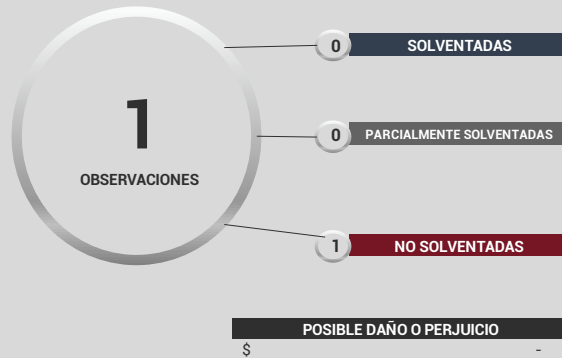 1
OBSERVACIONES
0 SOLVENTADAS
0 PARCIALMENTE SOLVENTADAS
1 NO SOLVENTADAS
POSIBLE DAÑO O PERJUICIO
$ -